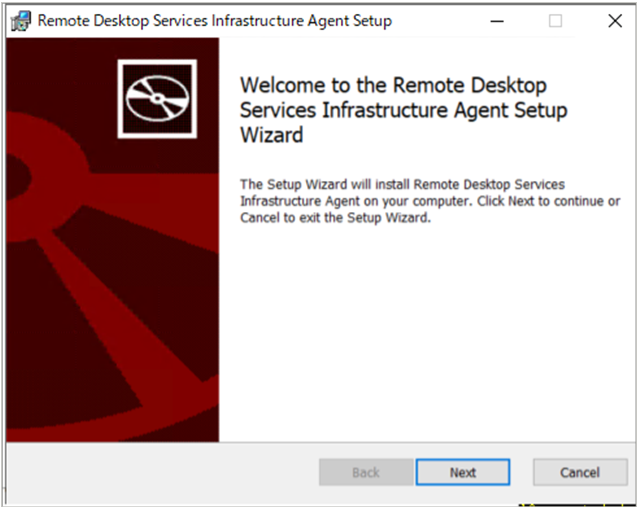 Remote Desktop Services Infrastructure Agent Setup
Welcome to the Remote Desktop
Services Infrastructure Agent Setup
Wizard
The Setup Wizard will install Remote Desktop Services
Infrastructure Agent on your computer. Click Next to continue or
Cancel to exit the Setup Wizard.
Back
Next
Cancel